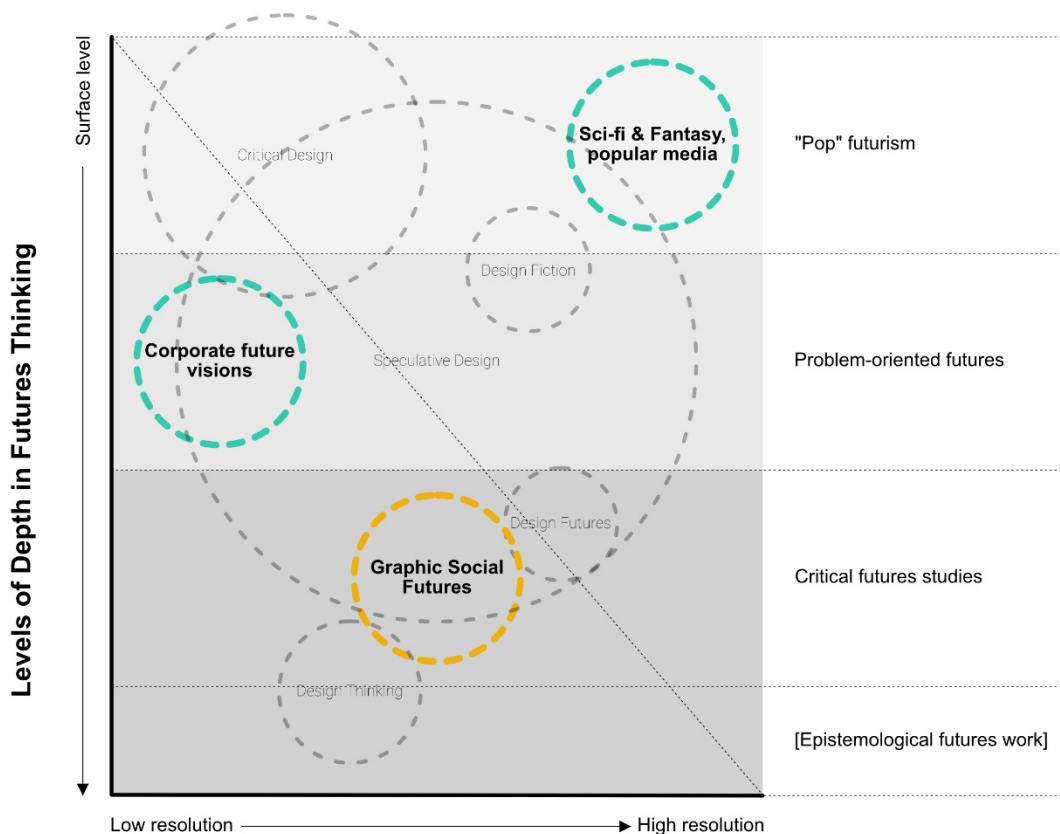 Surface level
Levels of Depth in Futures Thinking
Critical Design
Sci-fi & Fantasy,
popular media
"Pop" futurism
Design Fiction
Corporate future
visions
Speculative Design
Problem-oriented futures
Design Futures
Graphic Social
Futures
Critical futures studies
Design Thinking
[Epistemological futures work]
Low resolution
High resolution